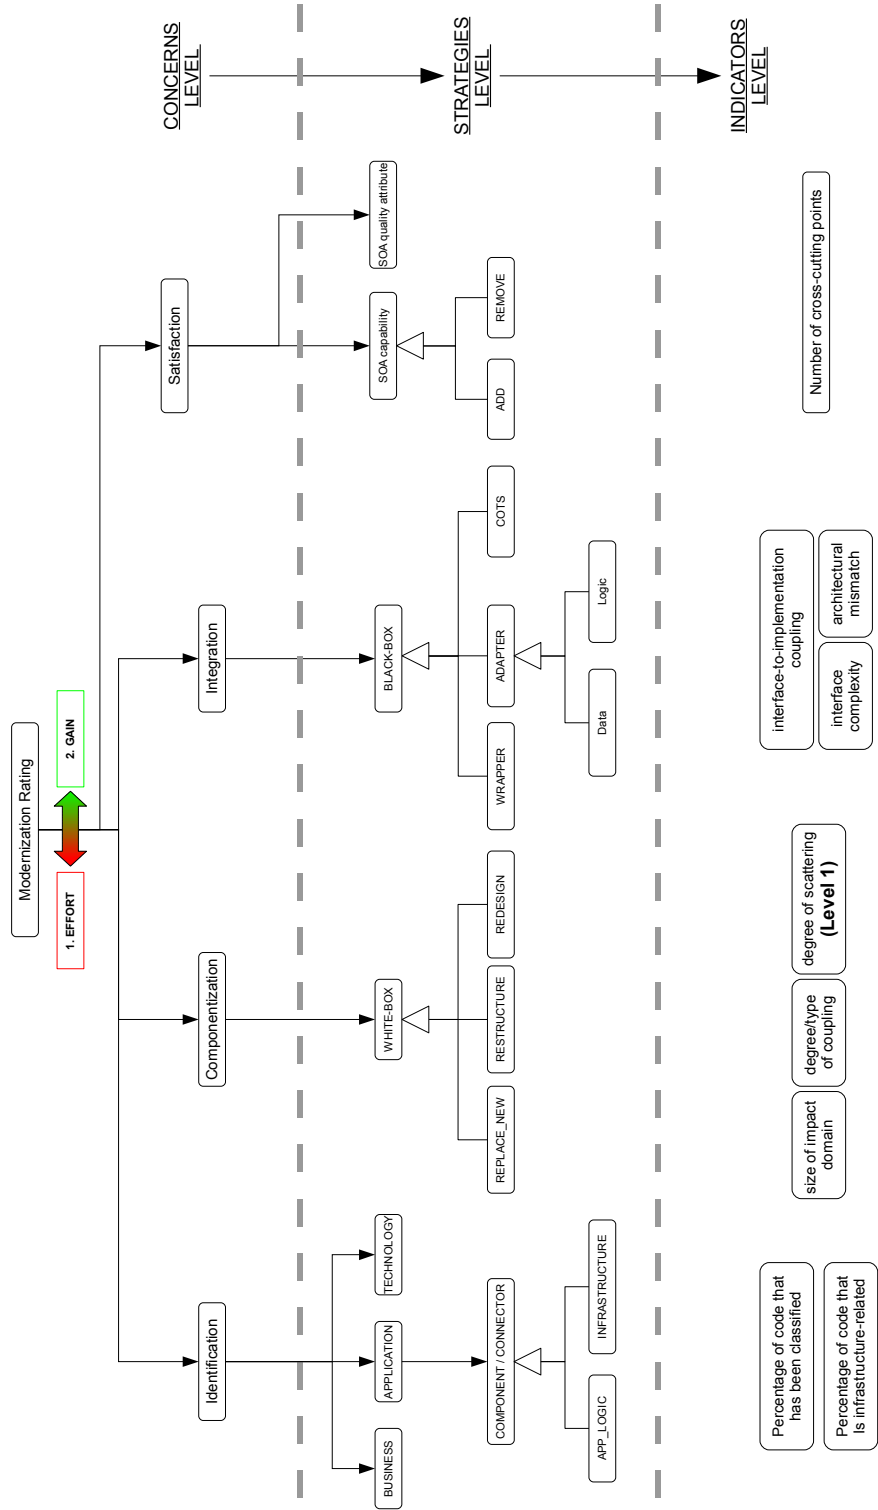 Modernization Rating
1. EFFORT
2. GAIN
CONCERNS
LEVEL
Identification
Componentization
Integration
Satisfaction
STRATEGIES
LEVEL
BUSINESS
APPLICATION
TECHNOLOGY
WHITE-BOX
BLACK-BOX
SOA capability
SOA quality attribute
COMPONENT / CONNECTOR
REPLACE_NEW
RESTRUCTURE
REDESIGN
WRAPPER
ADAPTER
COTS
ADD
REMOVE
APP_LOGIC
INFRASTRUCTURE
Data
Logic
INDICATORS
LEVEL
Percentage of code that
has been classified
Percentage of code that
Is infrastructure-related
size of impact
domain
degree/type
of coupling
degree of scattering
(Level 1)
interface-to-implementation
coupling
interface
complexity
architectural
mismatch
Number of cross-cutting points